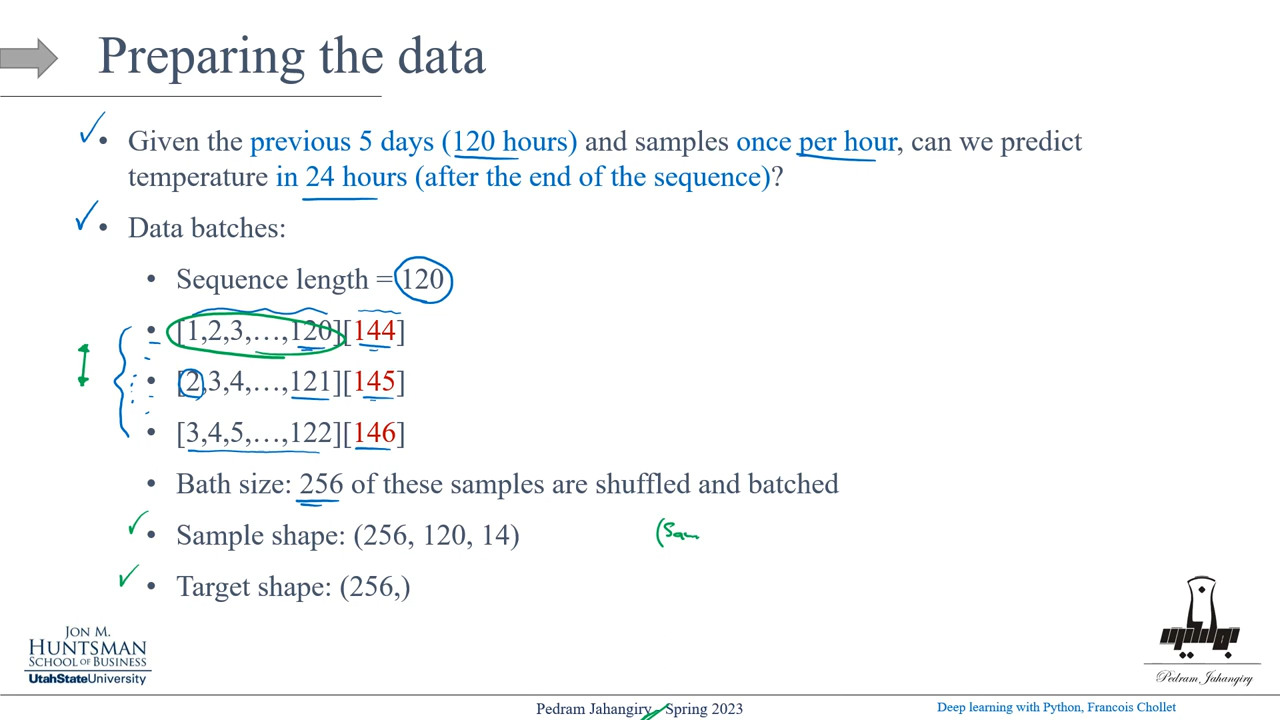 Preparing the data
• Given the previous 5 days (120 hours) and samples once per hour, can we predict
temperature in 24 hours (after the end of the sequence)?
• Data batches:
• Sequence length = 120
• [1,2,3,…,120][144]
• [2,3,4,…,121][145]
• [3,4,5,…,122][146]
• Bath size: 256 of these samples are shuffled and batched
• Sample shape: (256, 120, 14)
(Sam
• Target shape: (256,)
JON M.
HUNTSMAN
SCHOOL OF BUSINESS
UtahStateUniversity
Pedram Jahangiry
Pedram Jahangiry - Spring 2023
Deep learning with Python, Francois Chollet